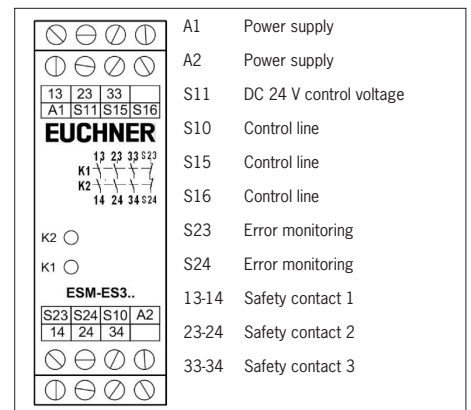 13 23 33
A1 S11 S15 S16
EUCHNER
13 23 33 S23
K1
K2
14 24 34 S24
K2
K1
ESM-ES3..
S23 S24 S10 A2
14 24 34
A1 Power supply
A2 Power supply
S11 DC 24 V control voltage
S10 Control line
S15 Control line
S16 Control line
S23 Error monitoring
S24 Error monitoring
13-14 Safety contact 1
23-24 Safety contact 2
33-34 Safety contact 3